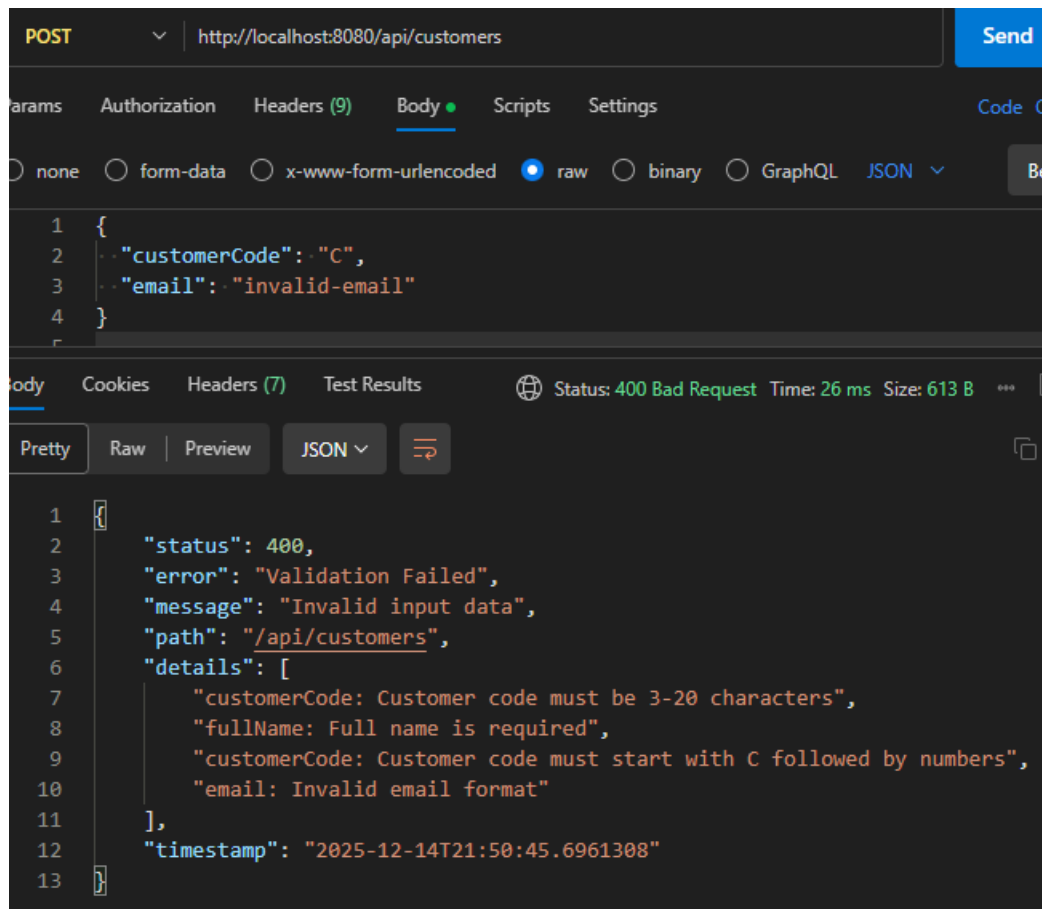 POST http://localhost:8080/api/customers Send
Params Authorization Headers (9) Body Scripts Settings Code
none form-data x-www-form-urlencoded raw binary GraphQL JSON
1 {
2 "customerCode": "C",
3 "email": "invalid-email"
4 }
5
Body Cookies Headers (7) Test Results Status: 400 Bad Request Time: 26 ms Size: 613 B
Pretty Raw Preview JSON
1 {
2 "status": 400,
3 "error": "Validation Failed",
4 "message": "Invalid input data",
5 "path": "/api/customers",
6 "details": [
7 "customerCode: Customer code must be 3-20 characters",
8 "fullName: Full name is required",
9 "customerCode: Customer code must start with C followed by numbers",
10 "email: Invalid email format"
11 ],
12 "timestamp": "2025-12-14T21:50:45.6961308"
13 }